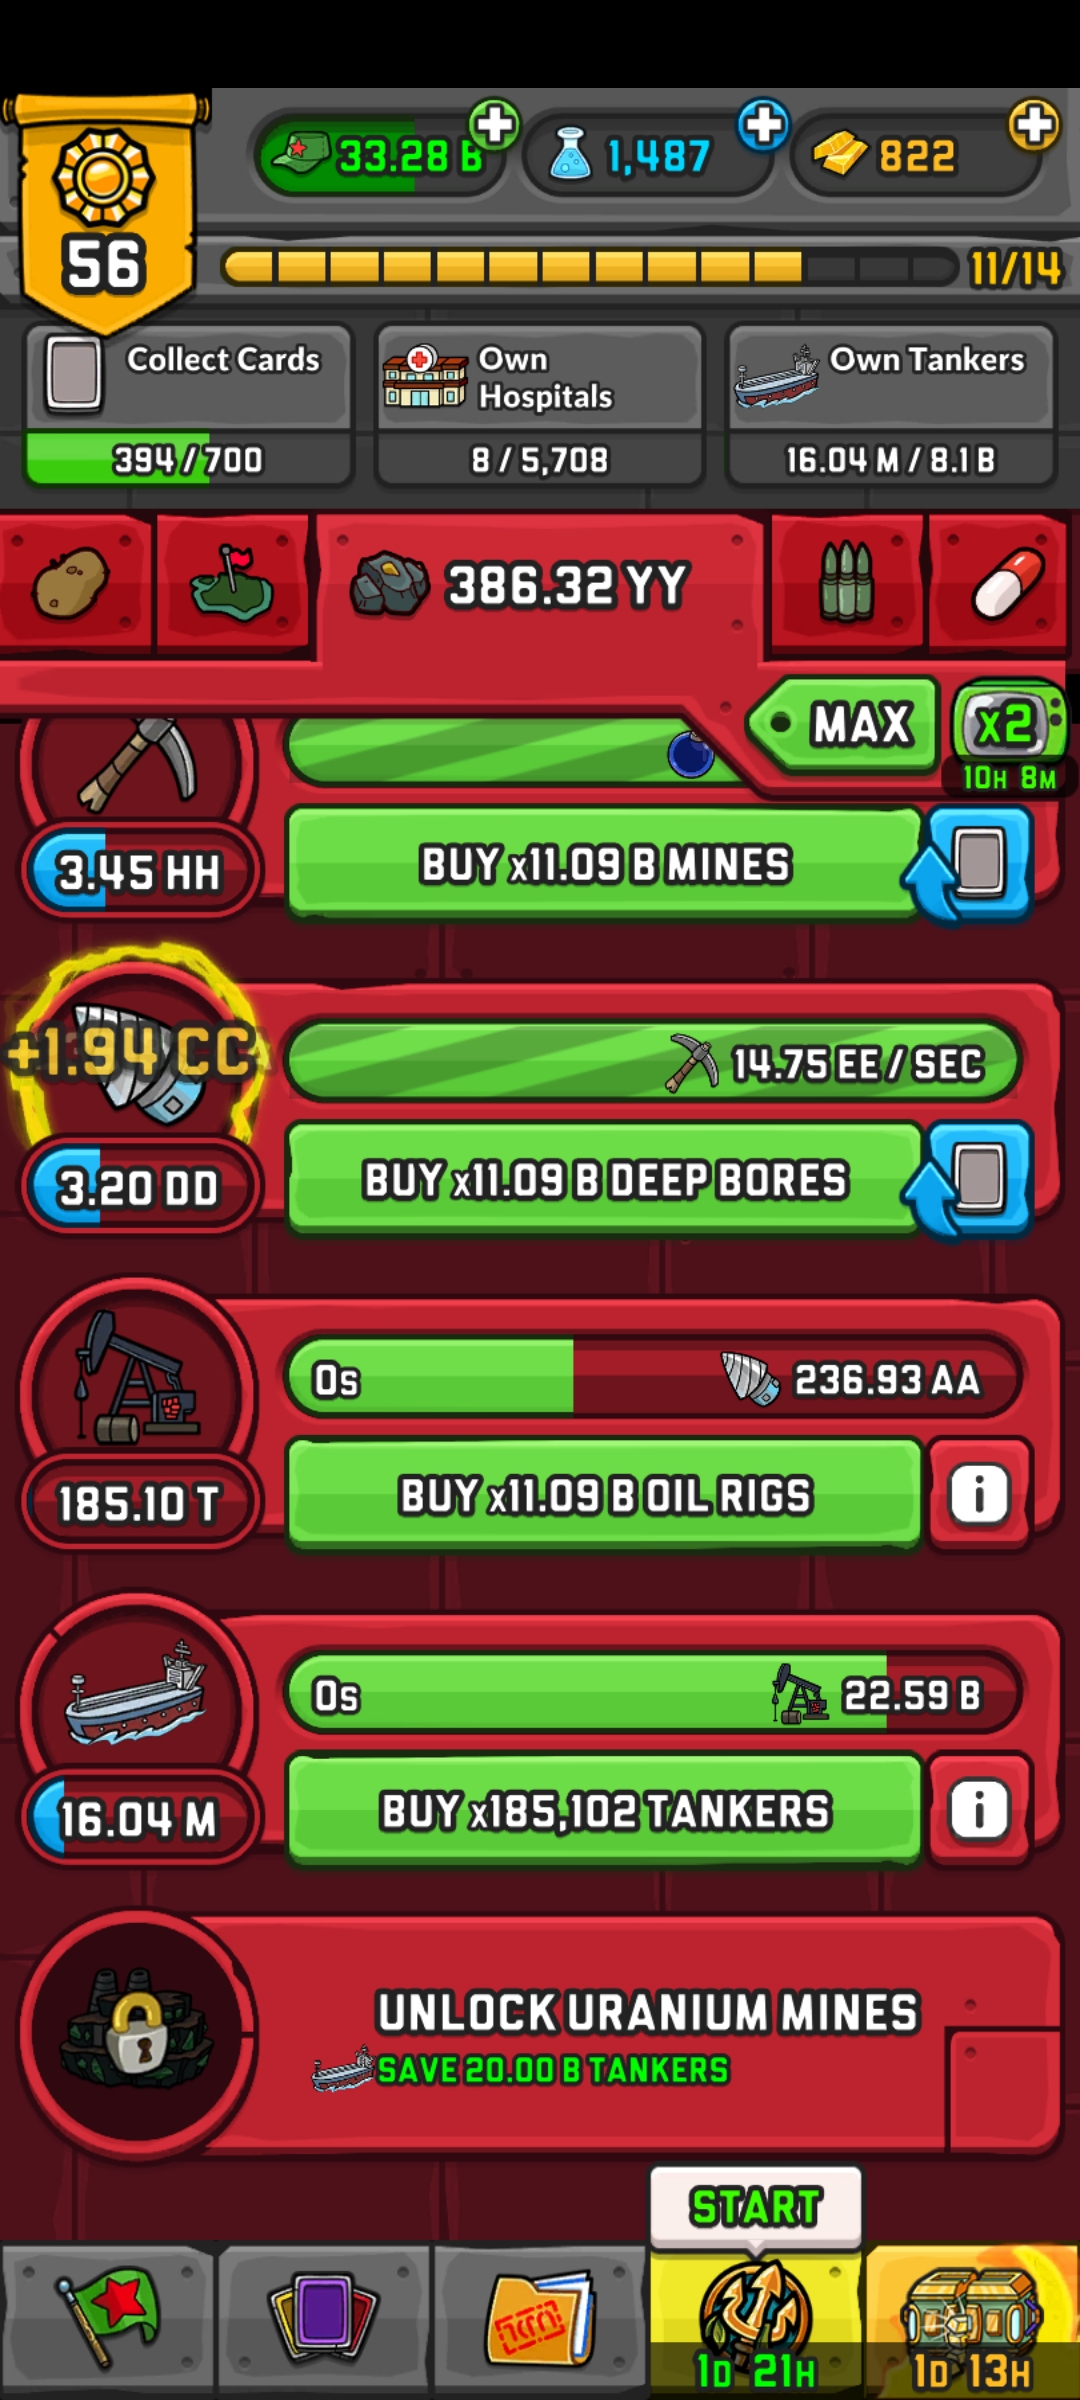 56
33.28 B
1,487
822
11/14
Collect Cards
394/700
Own
Hospitals
8/5,708
Own Tankers
16.04 M/8.1 B
386.32 YY
MAX
x2
10H 8M
3.45 HH
BUY x11.09 B MINES
+1.94 CC
14.75 EE / SEC
3.20 DD
BUY x11.09 B DEEP BORES
0s
236.93 AA
185.10 T
BUY x11.09 B OIL RIGS
i
0s
22.59 B
16.04 M
BUY x185,102 TANKERS
i
UNLOCK URANIUM MINES
SAVE 20.00 B TANKERS
START
1D 21H
1D 13H